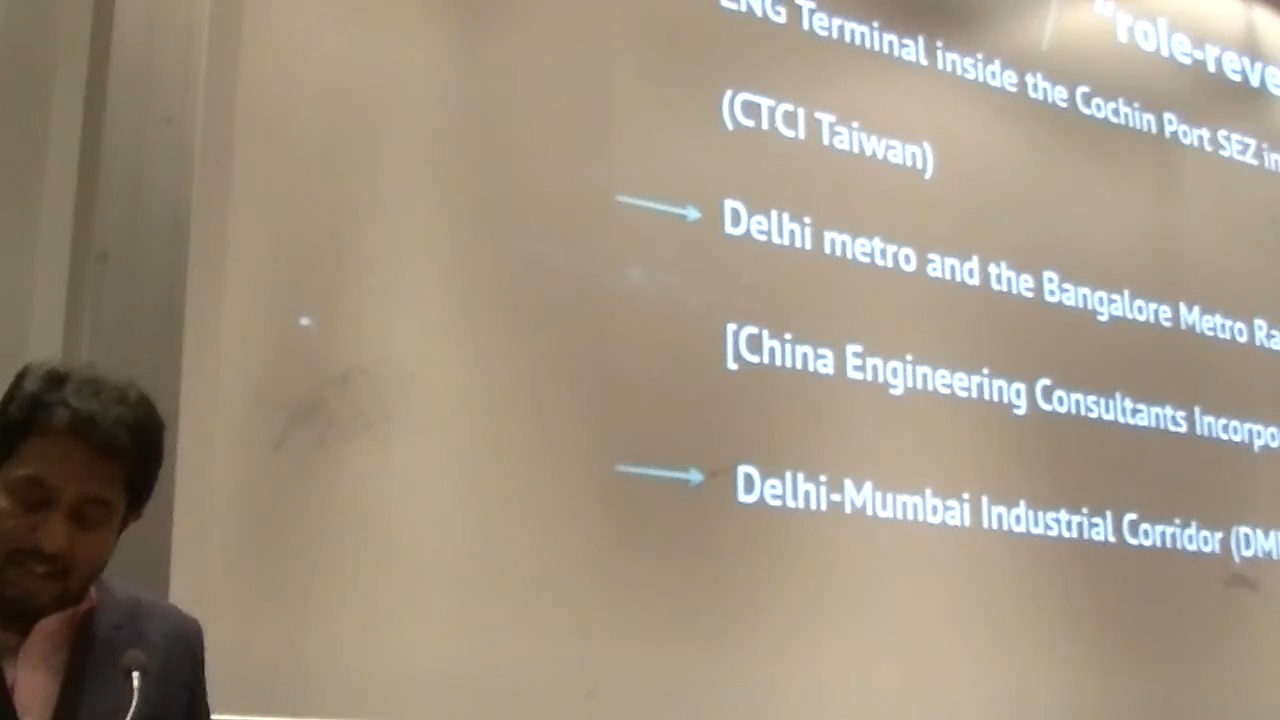 “role-reve
LNG Terminal inside the Cochin Port SEZ in
(CTCI Taiwan)
Delhi metro and the Bangalore Metro Ra
[China Engineering Consultants Incorpo
Delhi-Mumbai Industrial Corridor (DMI